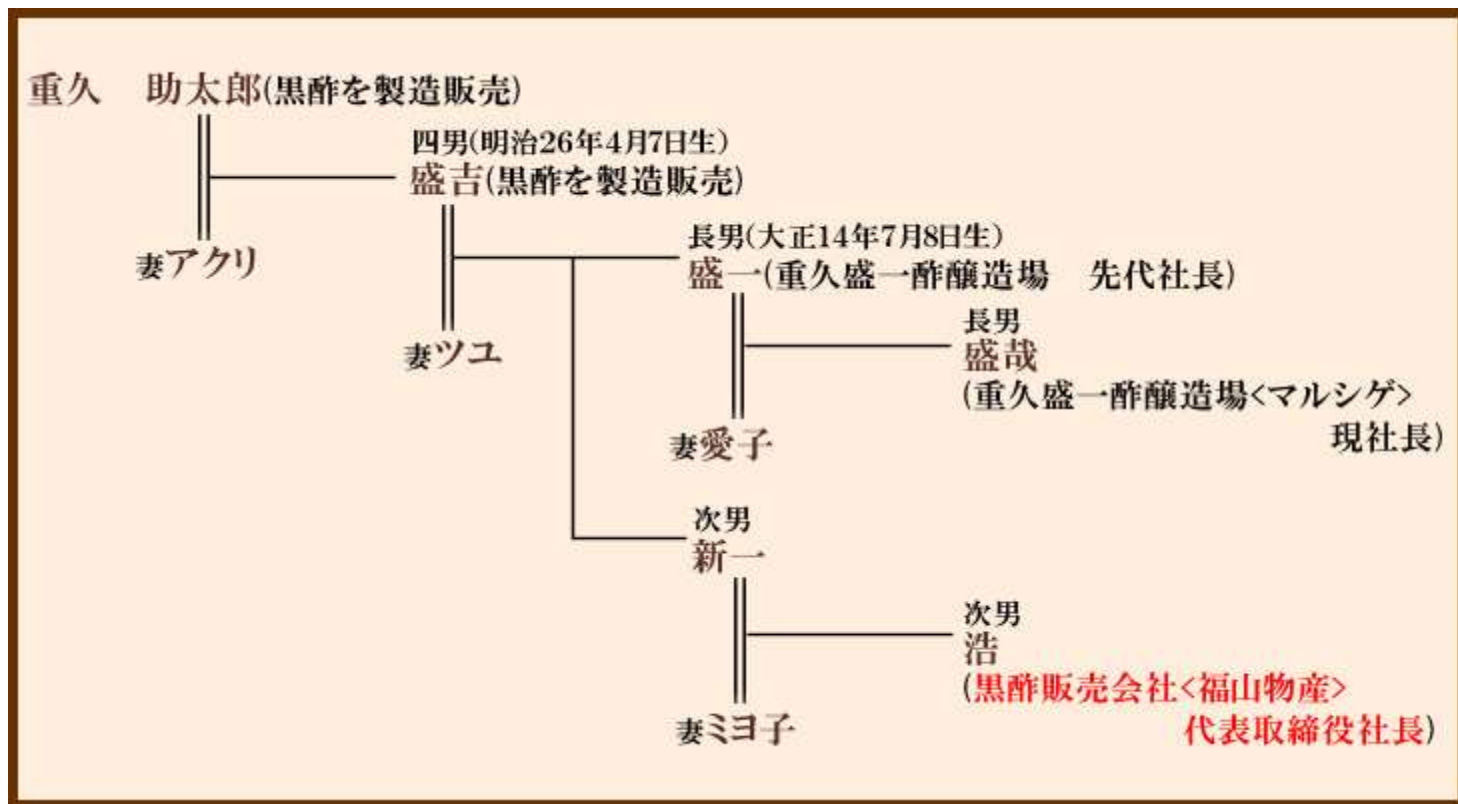 重久　助太郎(黒酢を製造販売)
四男(明治26年4月7日生)
盛吉(黒酢を製造販売)
妻アクリ
長男(大正14年7月8日生)
盛一(重久盛一酢醸造場　先代社長)
妻ツユ
長男
盛哉
(重久盛一酢醸造場<マルシゲ>
現社長)
妻愛子
次男
新一
次男
浩
(黒酢販売会社<福山物産>
代表取締役社長)
妻ミヨ子